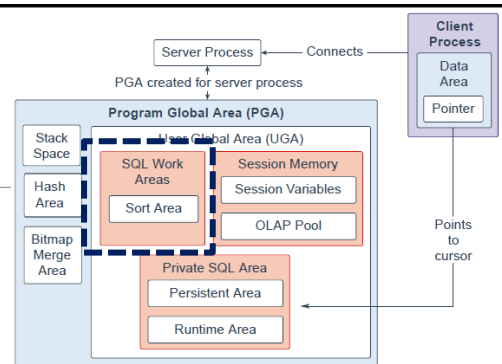 Client
Process
Server Process
Connects
Data
Area
Pointer
PGA created for server process
Program Global Area (PGA)
User Global Area (UGA)
Stack
Space
Hash
Area
Bitmap
Merge
Area
SQL Work
Areas
Sort Area
Session Memory
Session Variables
OLAP Pool
Points
to
cursor
Private SQL Area
Persistent Area
Runtime Area